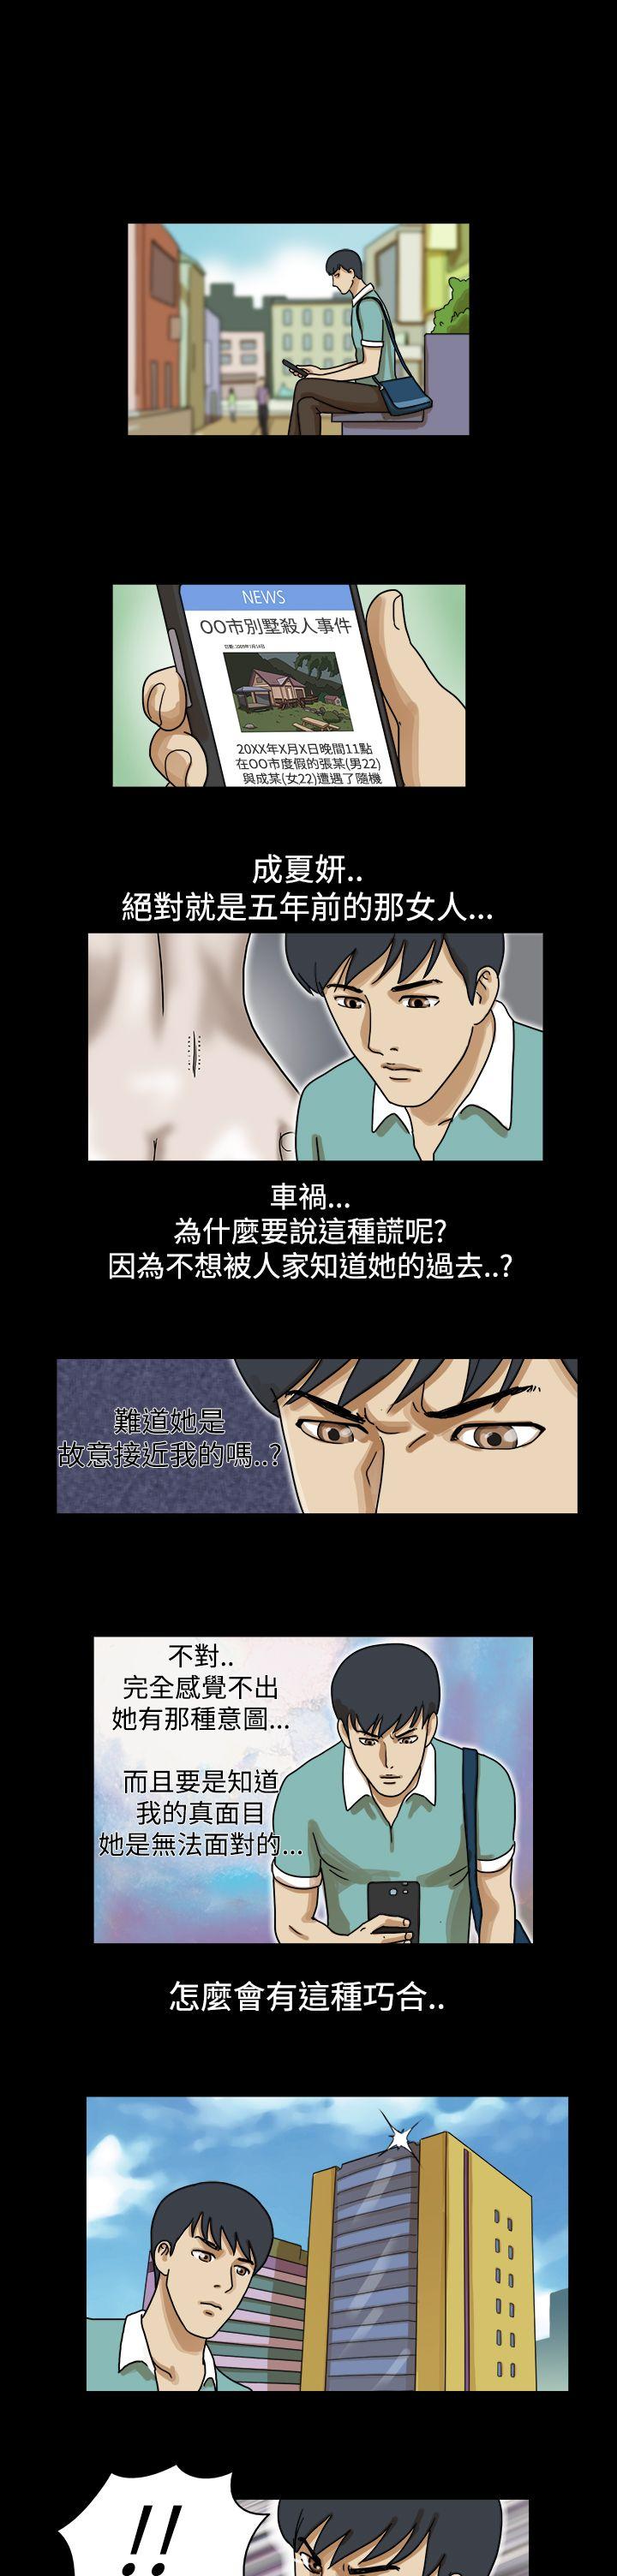 NEWS
OO市別墅殺人事件
20XX年X月X日晚間11點
在OO市度假的張某(男22)
與成某(女22)遭遇了隨機
成夏妍..
絕對就是五年前的那女人...
車禍...
為什麼要說這種謊呢?
因為不想被人家知道她的過去..?
難道她是
故意接近我的嗎..?
不對..
完全感覺不出
她有那種意圖...
而且要是知道
我的真面目
她是無法面對的...
怎麼會有這種巧合..
!!